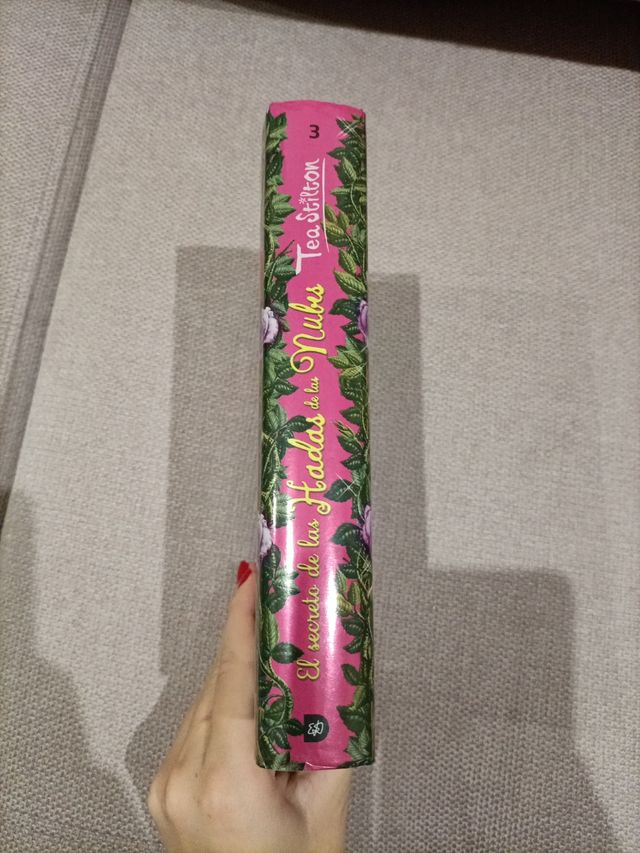 3
Tea Stilton
El secreto de las Hadas de las Nubes